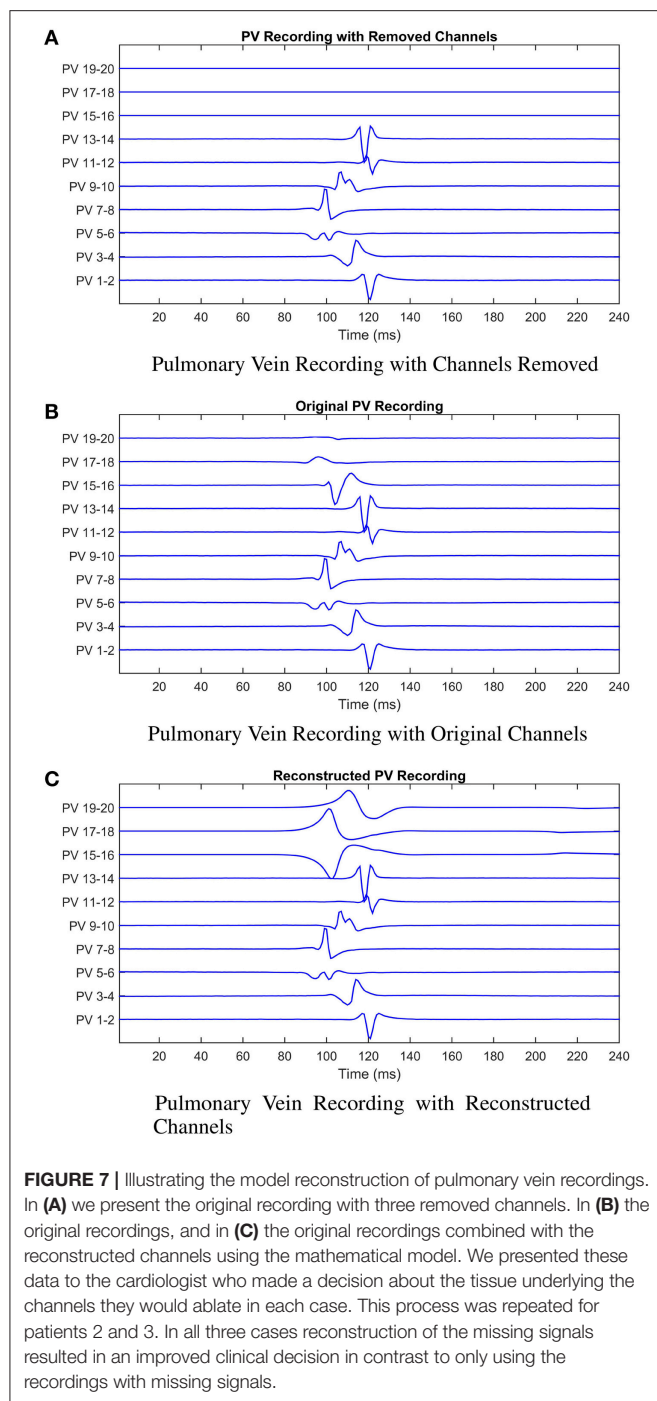 A
PV Recording with Removed Channels
PV 19-20
PV 17-18
PV 15-16
PV 13-14
PV 11-12
PV 9-10
PV 7-8
PV 5-6
PV 3-4
PV 1-2
20 40 60 80 100 120 140 160 180 200 220 240
Time (ms)
Pulmonary Vein Recording with Channels Removed
B
Original PV Recording
PV 19-20
PV 17-18
PV 15-16
PV 13-14
PV 11-12
PV 9-10
PV 7-8
PV 5-6
PV 3-4
PV 1-2
20 40 60 80 100 120 140 160 180 200 220 240
Time (ms)
Pulmonary Vein Recording with Original Channels
C
Reconstructed PV Recording
PV 19-20
PV 17-18
PV 15-16
PV 13-14
PV 11-12
PV 9-10
PV 7-8
PV 5-6
PV 3-4
PV 1-2
20 40 60 80 100 120 140 160 180 200 220 240
Time (ms)
Pulmonary Vein Recording with Reconstructed
Channels
FIGURE 7 | Illustrating the model reconstruction of pulmonary vein recordings.
In (A) we present the original recording with three removed channels. In (B) the
original recordings, and in (C) the original recordings combined with the
reconstructed channels using the mathematical model. We presented these
data to the cardiologist who made a decision about the tissue underlying the
channels they would ablate in each case. This process was repeated for
patients 2 and 3. In all three cases reconstruction of the missing signals
resulted in an improved clinical decision in contrast to only using the
recordings with missing signals.